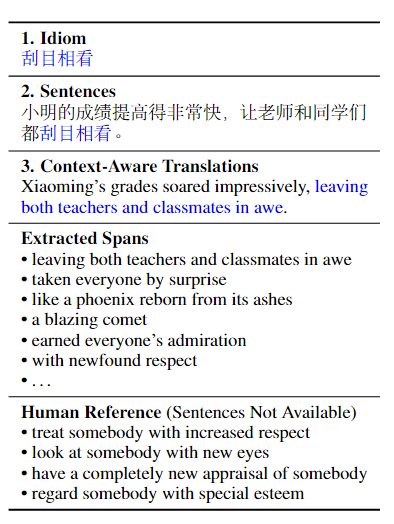 1. Idiom
刮目相看
2. Sentences
小明的成绩提高得非常快，让老师和同学们
都刮目相看。
3. Context-Aware Translations
Xiaoming's grades soared impressively, leaving
both teachers and classmates in awe.
Extracted Spans
• leaving both teachers and classmates in awe
• taken everyone by surprise
• like a phoenix reborn from its ashes
• a blazing comet
• earned everyone's admiration
• with newfound respect
• . . .
Human Reference (Sentences Not Available)
• treat somebody with increased respect
• look at somebody with new eyes
• have a completely new appraisal of somebody
• regard somebody with special esteem